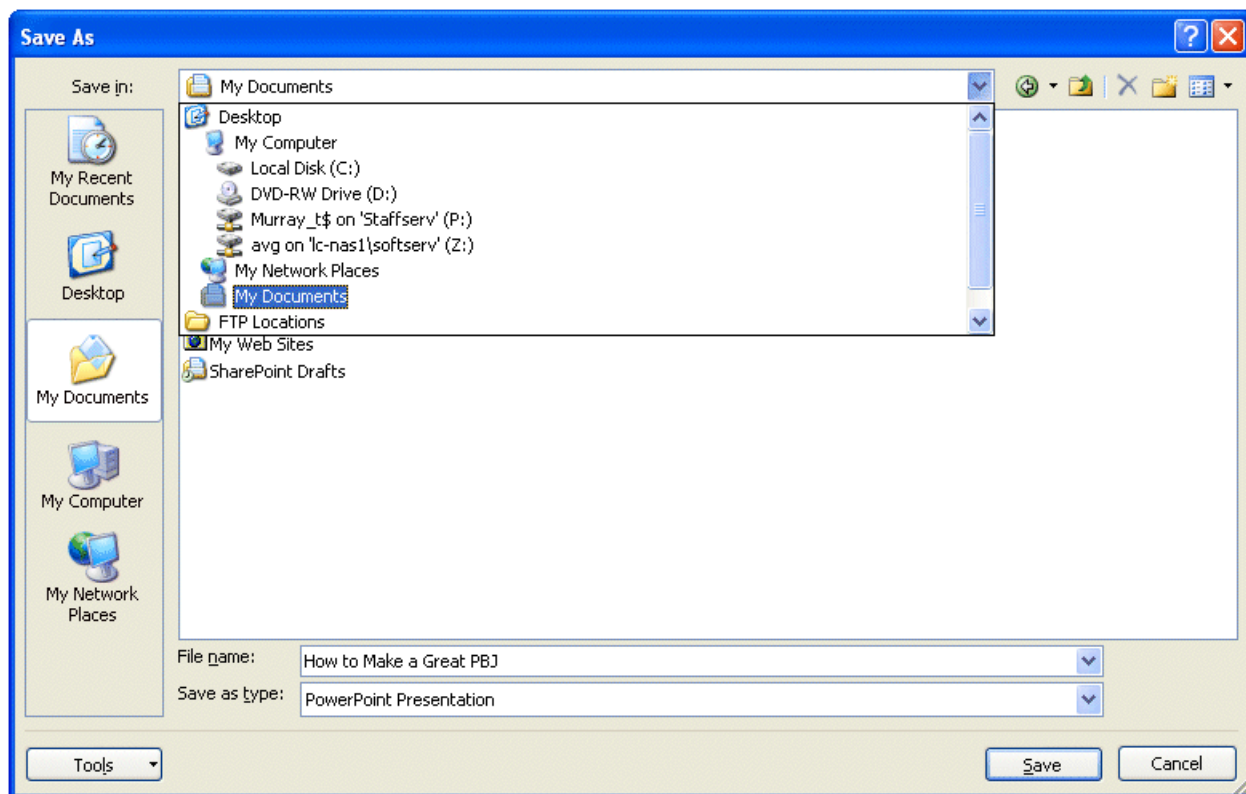 Save As
Save in:
My Documents
Desktop
My Computer
Local Disk (C:)
DVD-RW Drive (D:)
Murray_t$ on 'Staffserv' (P:)
avg on 'lc-nas1\softserv' (Z:)
My Network Places
My Documents
FTP Locations
My Web Sites
SharePoint Drafts
My Recent
Documents
Desktop
My Documents
My Computer
My Network
Places
File name:
How to Make a Great PBJ
Save as type:
PowerPoint Presentation
Tools
Save
Cancel